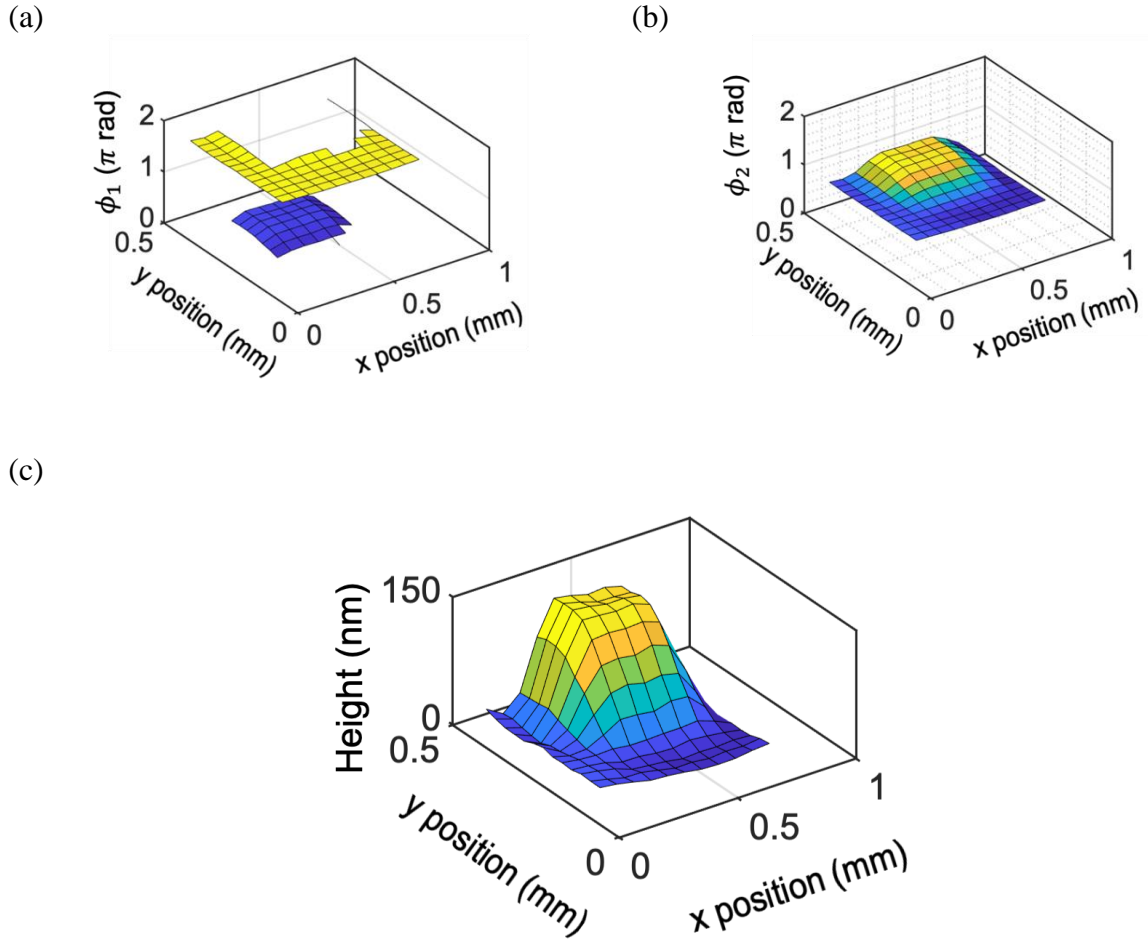 (a)
(b)
2
1
0
ϕ1 (π rad)
0.5
0
y position (mm)
0
0.5
1
x position (mm)
2
1
0
ϕ2 (π rad)
0.5
0
y position (mm)
0
0.5
1
x position (mm)
(c)
150
0
Height (nm)
0.5
0
y position (mm)
0
0.5
1
x position (mm)